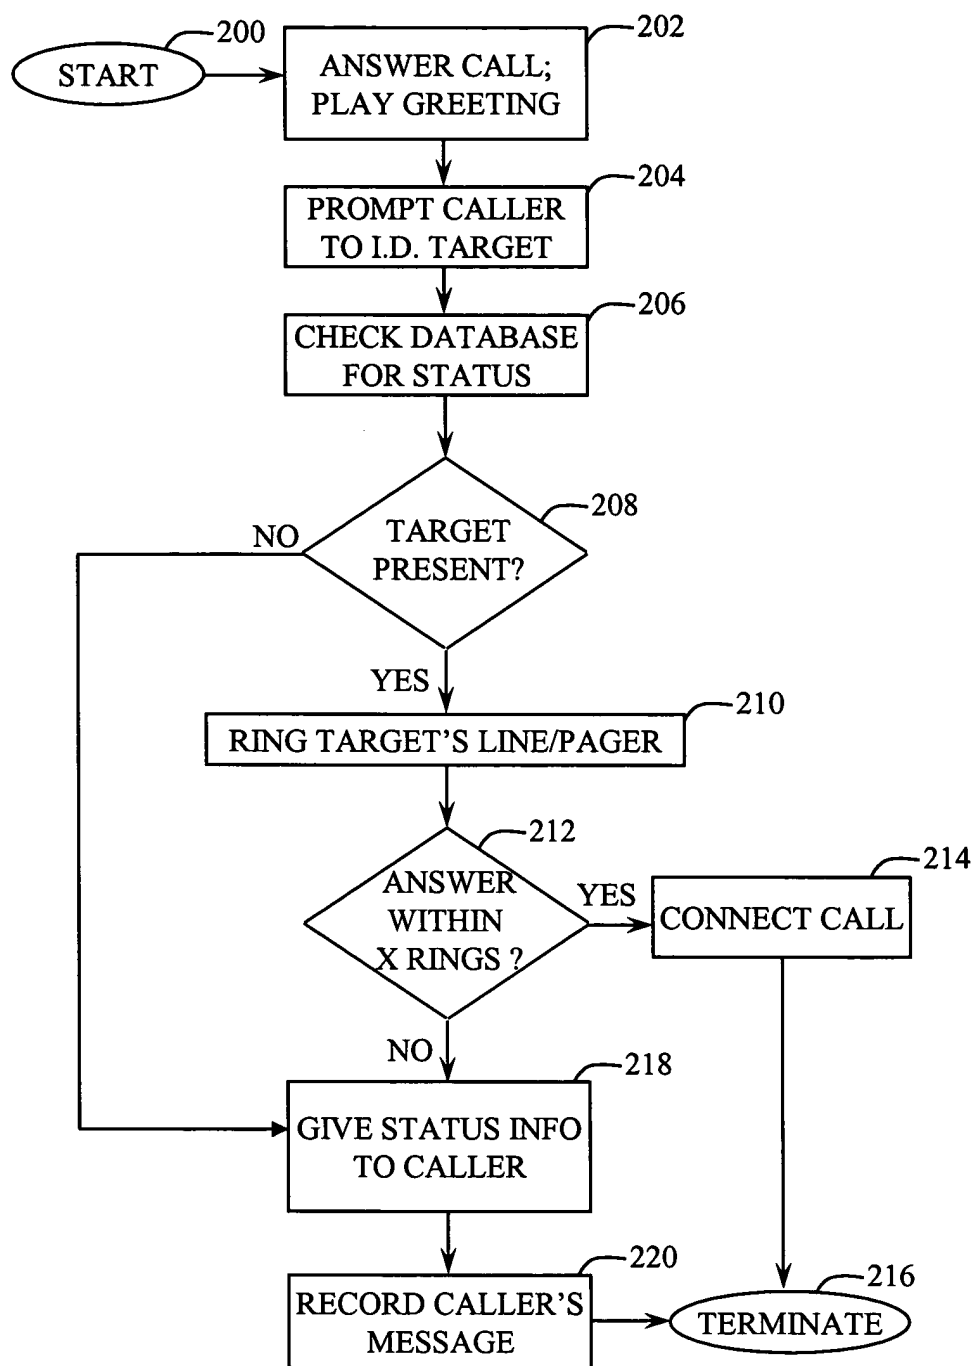 200
START
202
ANSWER CALL;
PLAY GREETING
204
PROMPT CALLER
TO I.D. TARGET
206
CHECK DATABASE
FOR STATUS
208
NO
TARGET
PRESENT?
YES
210
RING TARGET'S LINE/PAGER
212
ANSWER
WITHIN
X RINGS ?
YES
214
CONNECT CALL
NO
218
GIVE STATUS INFO
TO CALLER
220
RECORD CALLER'S
MESSAGE
216
TERMINATE